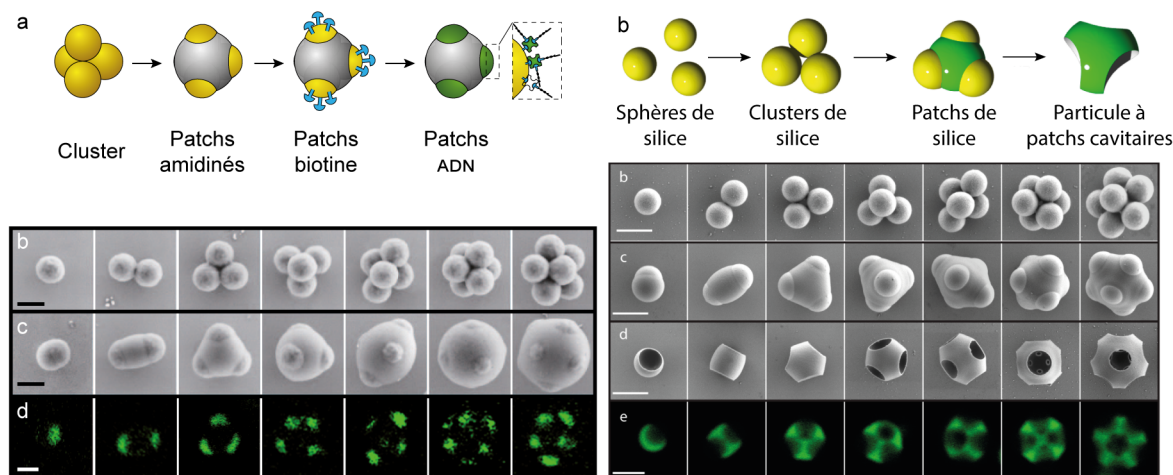 a
Cluster
Patchs
amidinés
Patchs
biotine
Patchs
ADN
b
c
d
b
Sphères de
silice
Clusters de
silice
Patchs de
silice
Particule à
patchs cavitaires
b
c
d
e